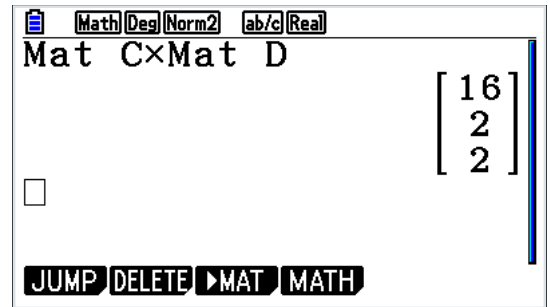 Math Deg Norm2 ab/c Real
Mat C×Mat D
16
2
2
JUMP DELETE ▶MAT MATH